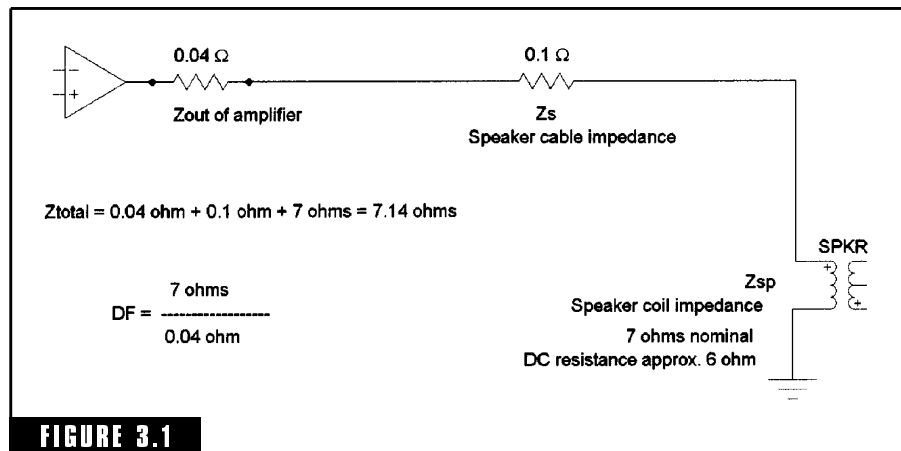 0.04 Ω
0.1 Ω
Zout of amplifier
Zs
Speaker cable impedance
Ztotal = 0.04 ohm + 0.1 ohm + 7 ohms = 7.14 ohms
SPKR
7 ohms
DF = ------------------
0.04 ohm
Zsp
Speaker coil impedance
7 ohms nominal
DC resistance approx. 6 ohm
FIGURE 3.1